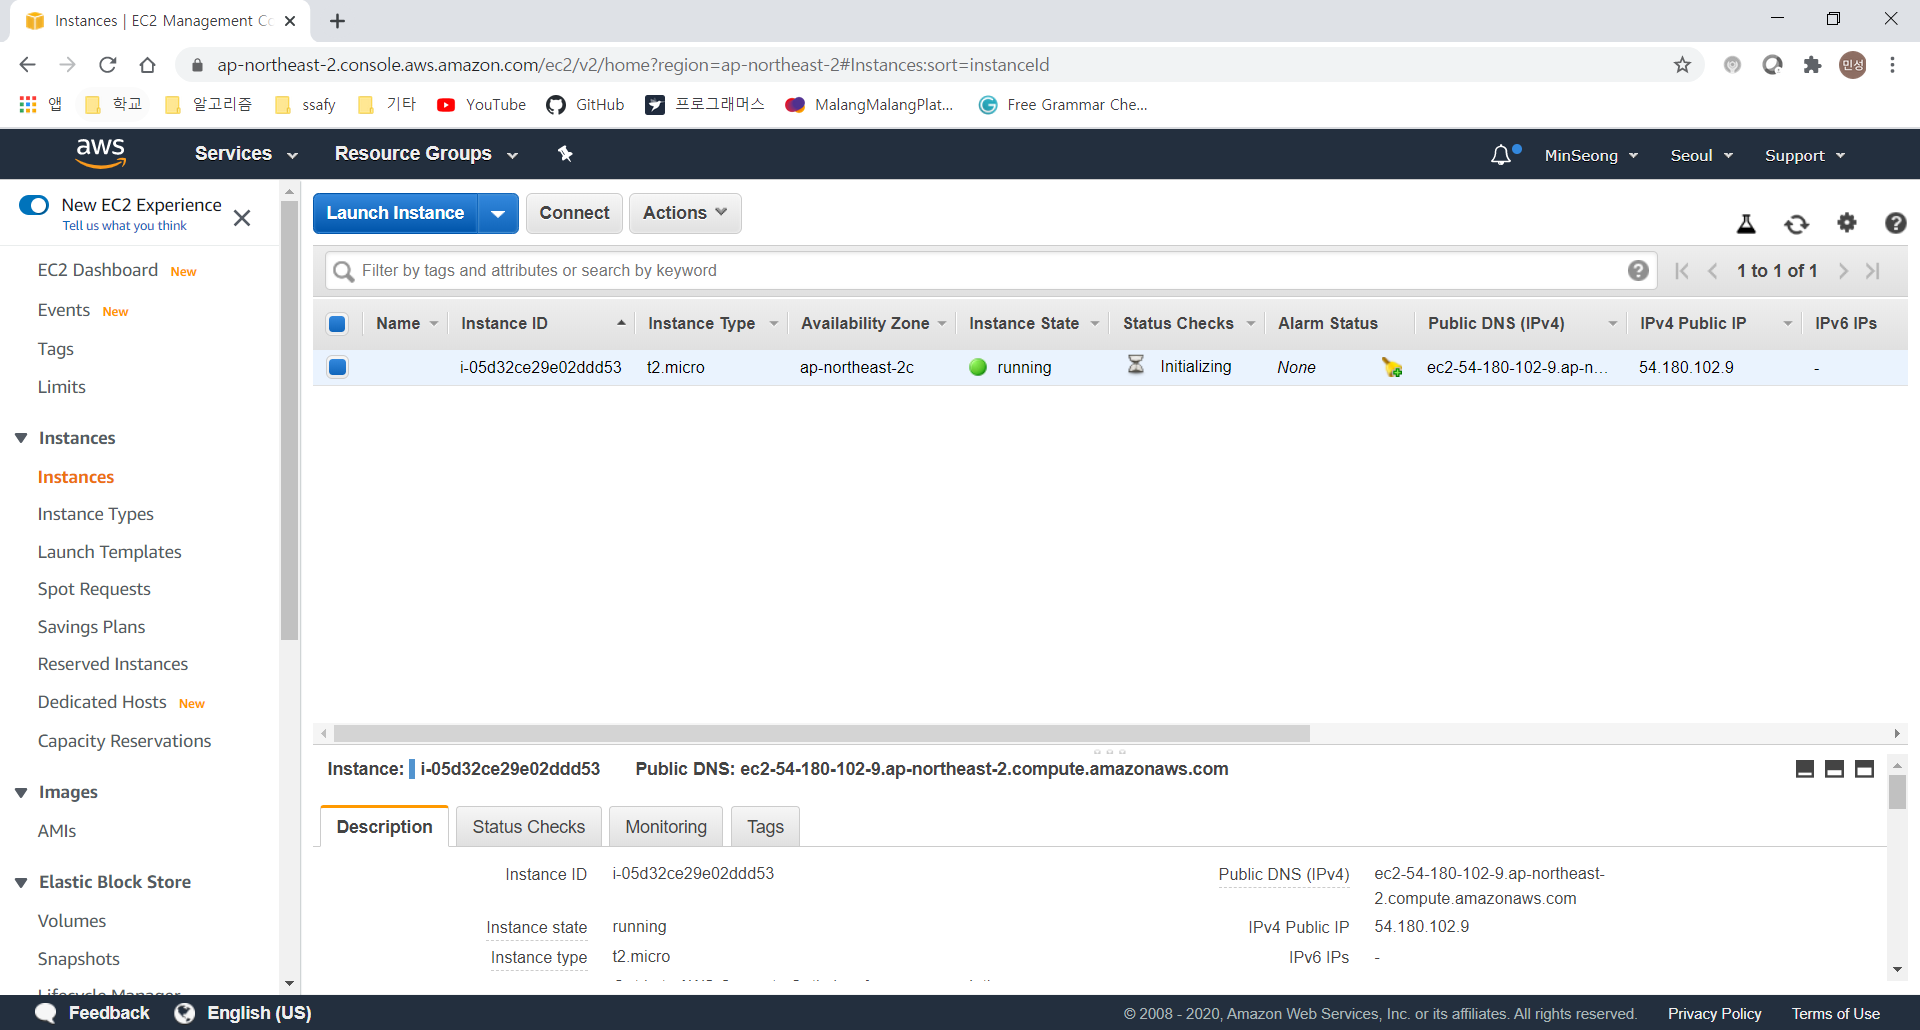 Instances | EC2 Management Co
ap-northeast-2.console.aws.amazon.com/ec2/v2/home?region=ap-northeast-2#Instances:sort=instanceId
민성
앱 학교 알고리즘 ssafy 기타 YouTube GitHub 프로그래머스 MalangMalangPlat... Free Grammar Che...
aws Services Resource Groups MinSeong Seoul Support
New EC2 Experience
Tell us what you think
EC2 Dashboard New
Events New
Tags
Limits
Instances
Instances
Instance Types
Launch Templates
Spot Requests
Savings Plans
Reserved Instances
Dedicated Hosts New
Capacity Reservations
Images
AMIs
Elastic Block Store
Volumes
Snapshots
Lifecycle Manager
Launch Instance Connect Actions
Filter by tags and attributes or search by keyword
1 to 1 of 1
Name Instance ID Instance Type Availability Zone Instance State Status Checks Alarm Status Public DNS (IPv4) IPv4 Public IP IPv6 IPs
i-05d32ce29e02ddd53 t2.micro ap-northeast-2c running Initializing None ec2-54-180-102-9.ap-n... 54.180.102.9 -
Instance: i-05d32ce29e02ddd53 Public DNS: ec2-54-180-102-9.ap-northeast-2.compute.amazonaws.com
Description Status Checks Monitoring Tags
Instance ID i-05d32ce29e02ddd53
Public DNS (IPv4) ec2-54-180-102-9.ap-northeast-
2.compute.amazonaws.com
Instance state running
IPv4 Public IP 54.180.102.9
Instance type t2.micro
IPv6 IPs -
Feedback English (US)
© 2008 - 2020, Amazon Web Services, Inc. or its affiliates. All rights reserved. Privacy Policy Terms of Use